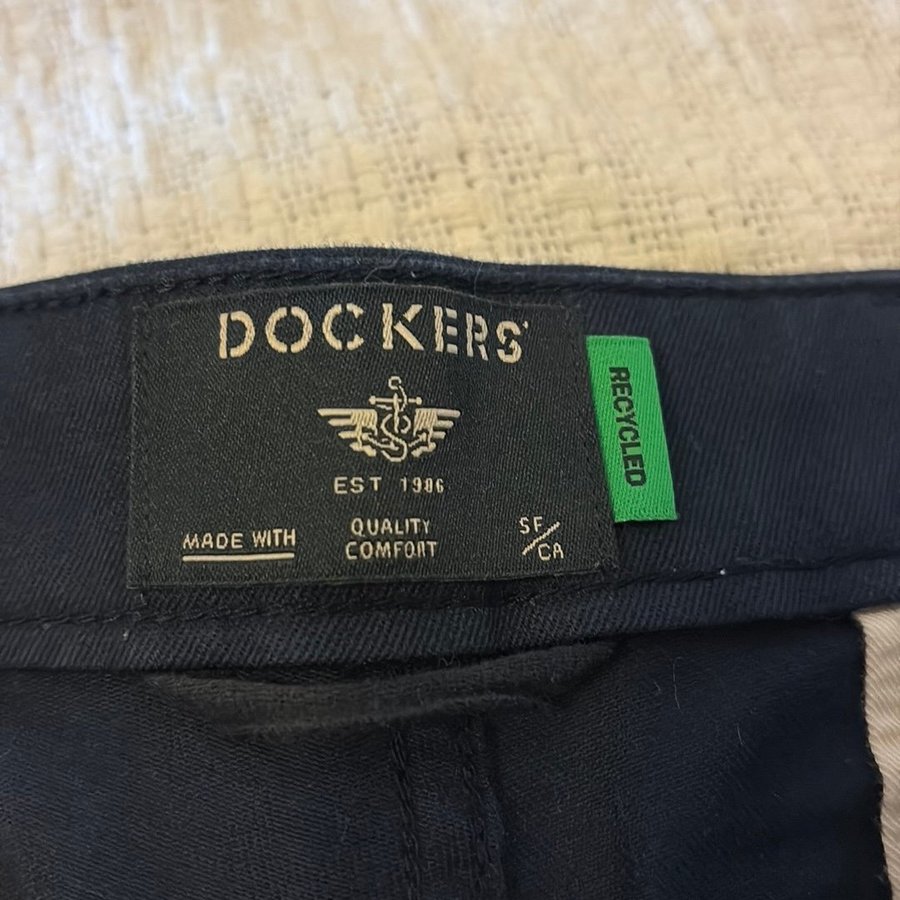 DOCKERS
EST 1986
MADE WITH
QUALITY
COMFORT
SF/CA
RECYCLED